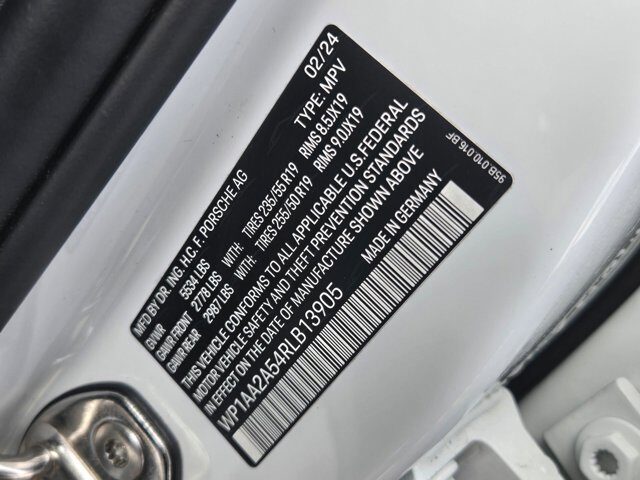 MFD BY DR. ING. H.C. F. PORSCHE AG 02/24
GVWR 5534 LBS TYPE: MPV
GAWR FRONT 2778 LBS WITH: TIRES 235/55 R19 RIMS 8.5JX19
GAWR REAR 2987 LBS WITH: TIRES 255/50 R19 RIMS 9.0JX19
THIS VEHICLE CONFORMS TO ALL APPLICABLE U.S.FEDERAL
MOTOR VEHICLE SAFETY AND THEFT PREVENTION STANDARDS
IN EFFECT ON THE DATE OF MANUFACTURE SHOWN ABOVE
WP1AA2A54RLB13905 MADE IN GERMANY
95B.010.016.BF